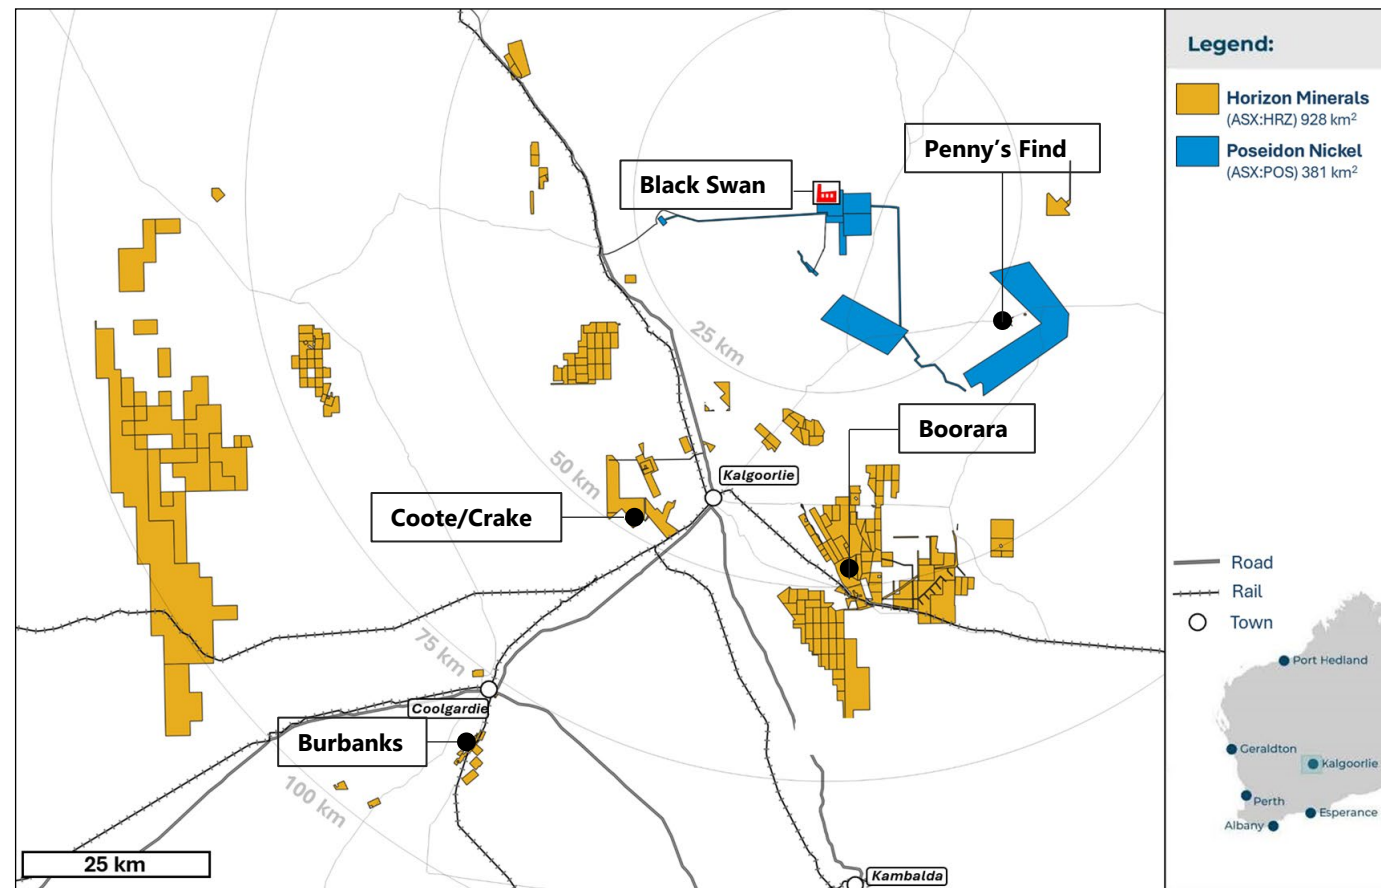 Legend:
Horizon Minerals
(ASX:HRZ) 928 km²
Poseidon Nickel
(ASX:POS) 381 km²
Penny's Find
Black Swan
25 km
Boorara
50 km
Kalgoorlie
Coote/Crake
75 km
Coolgardie
Burbanks
100 km
25 km
Kambalda
Road
Rail
Town
Port Hedland
Geraldton
Kalgoorlie
Perth
Esperance
Albany